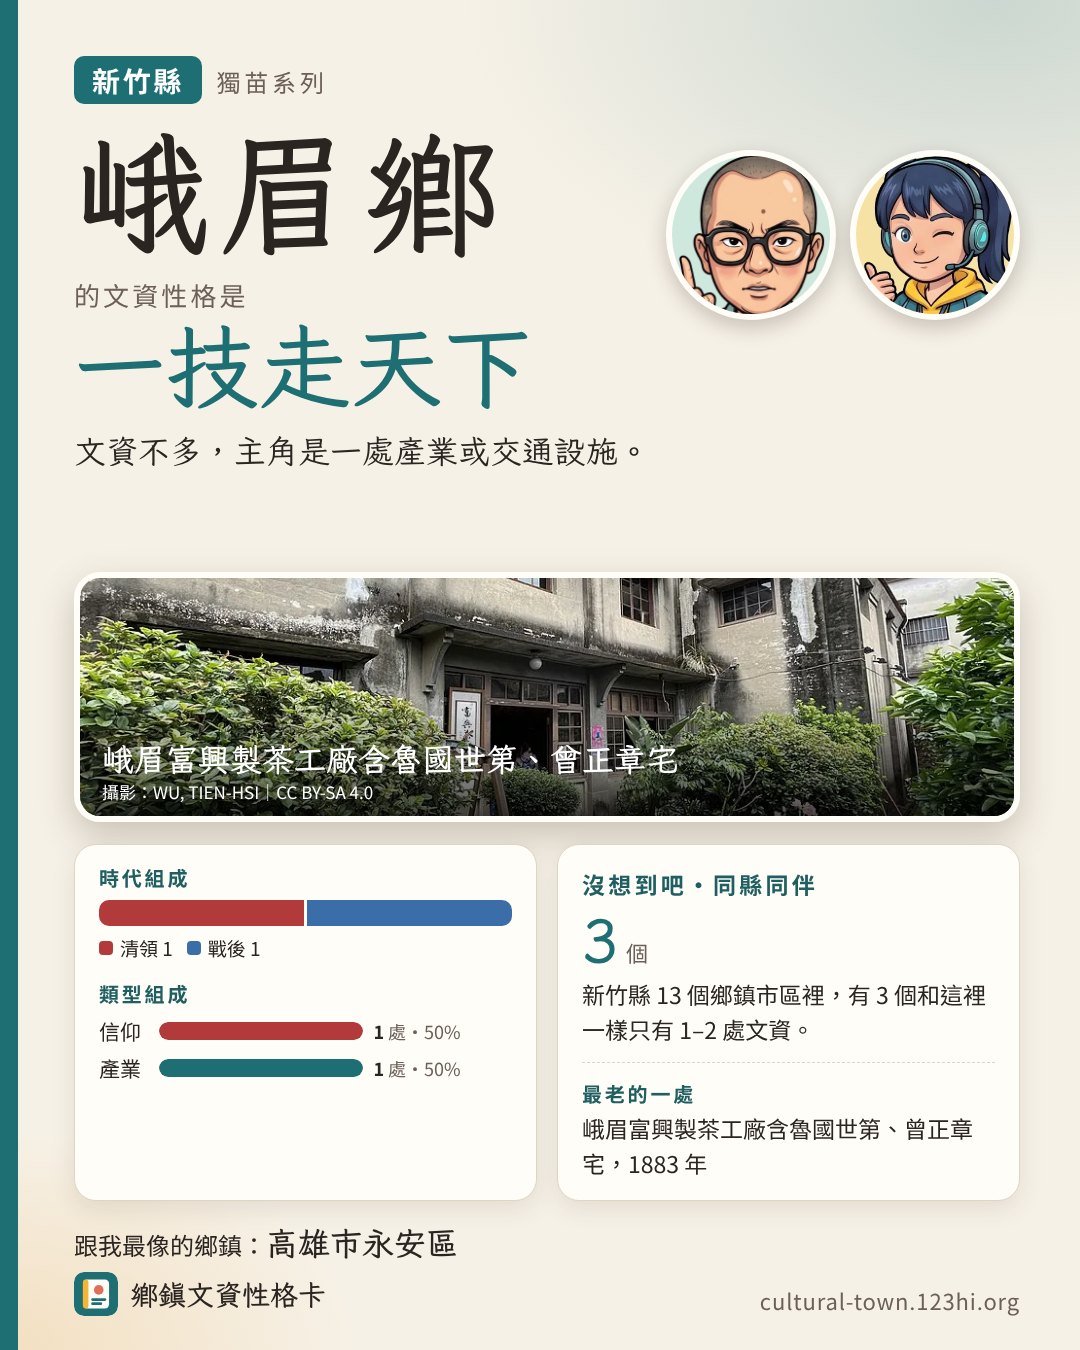 新竹縣 獨苗系列
峨眉鄉
的文資性格是
一技走天下
文資不多，主角是一處產業或交通設施。
峨眉富興製茶工廠含魯國世第、曾正章宅
攝影：WU, TIEN-HSI｜CC BY-SA 4.0
時代組成
清領 1 戰後 1
類型組成
信仰 1 處・50%
產業 1 處・50%
沒想到吧・同縣同伴
3 個
新竹縣 13 個鄉鎮市區裡，有 3 個和這裡
一樣只有 1–2 處文資。
最老的一處
峨眉富興製茶工廠含魯國世第、曾正章
宅，1883 年
跟我最像的鄉鎮：高雄市永安區
鄉鎮文資性格卡
cultural-town.123hi.org